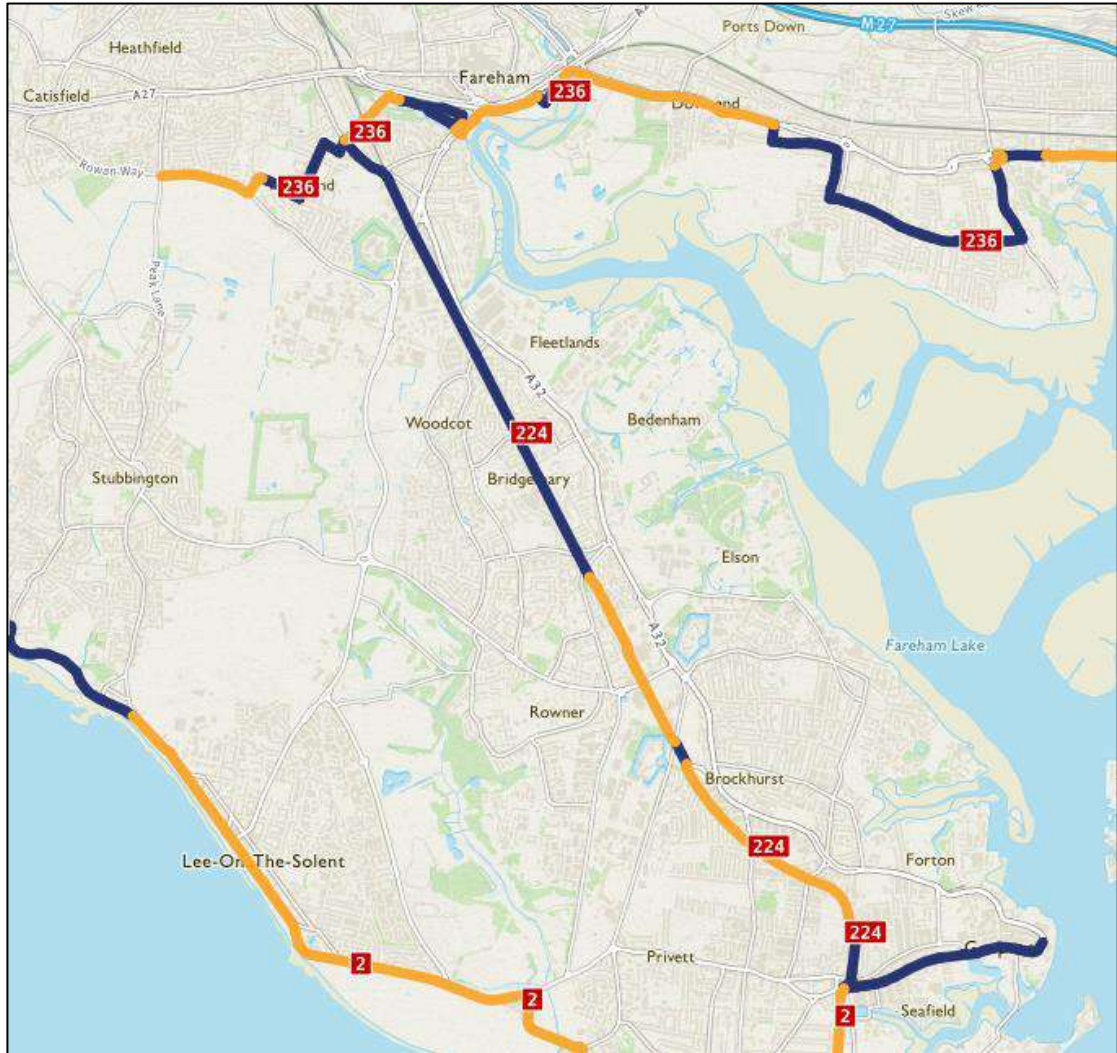 M27
Ports Down
Heathfield
Fareham
Catisfield
A27
236
236
Rowan Way
236
236
Peak Lane
Fleetlands
A32
Bedenham
Woodcot
224
Stubbington
Elson
A32
Fareham Lake
Rowner
Brockhurst
224
Lee-On-The-Solent
Forton
224
2
Privett
2
Seafield
2